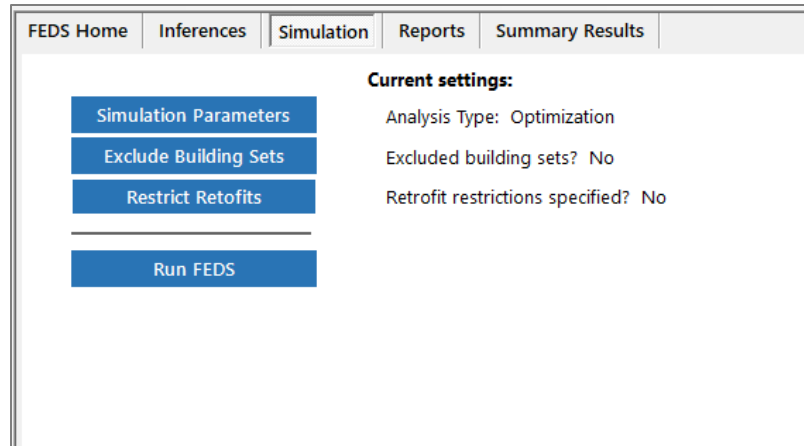 FEDS Home Inferences Simulation Reports Summary Results
Current settings:
Simulation Parameters Analysis Type: Optimization
Exclude Building Sets Excluded building sets? No
Restrict Retofits Retrofit restrictions specified? No
Run FEDS